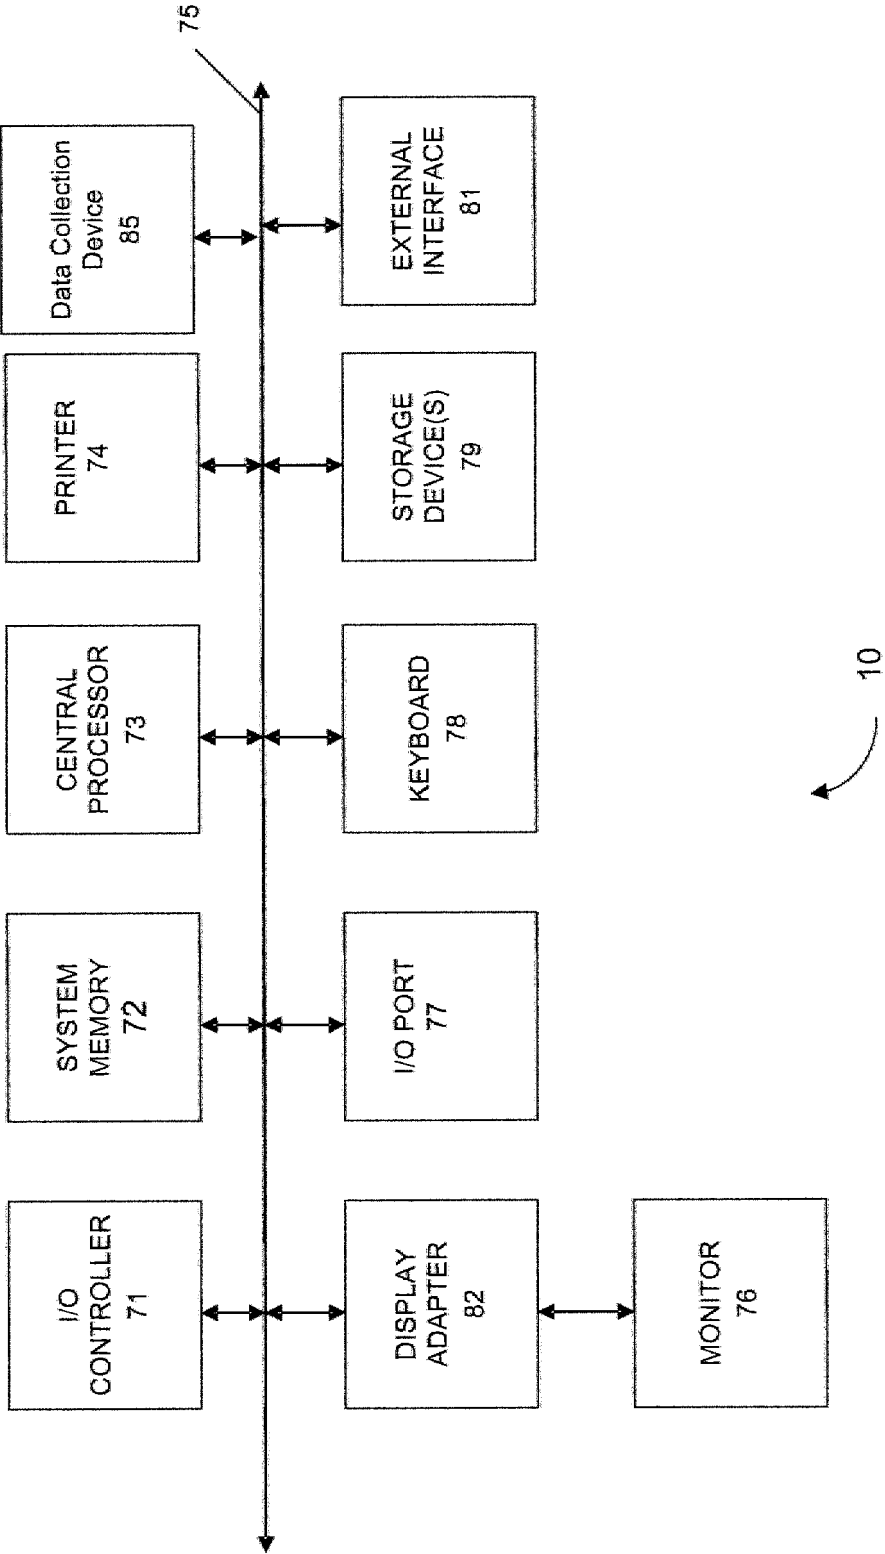 I/O
CONTROLLER
71
SYSTEM
MEMORY
72
CENTRAL
PROCESSOR
73
PRINTER
74
Data Collection
Device
85
75
DISPLAY
ADAPTER
82
I/O PORT
77
KEYBOARD
78
STORAGE
DEVICE(S)
79
EXTERNAL
INTERFACE
81
MONITOR
76
10